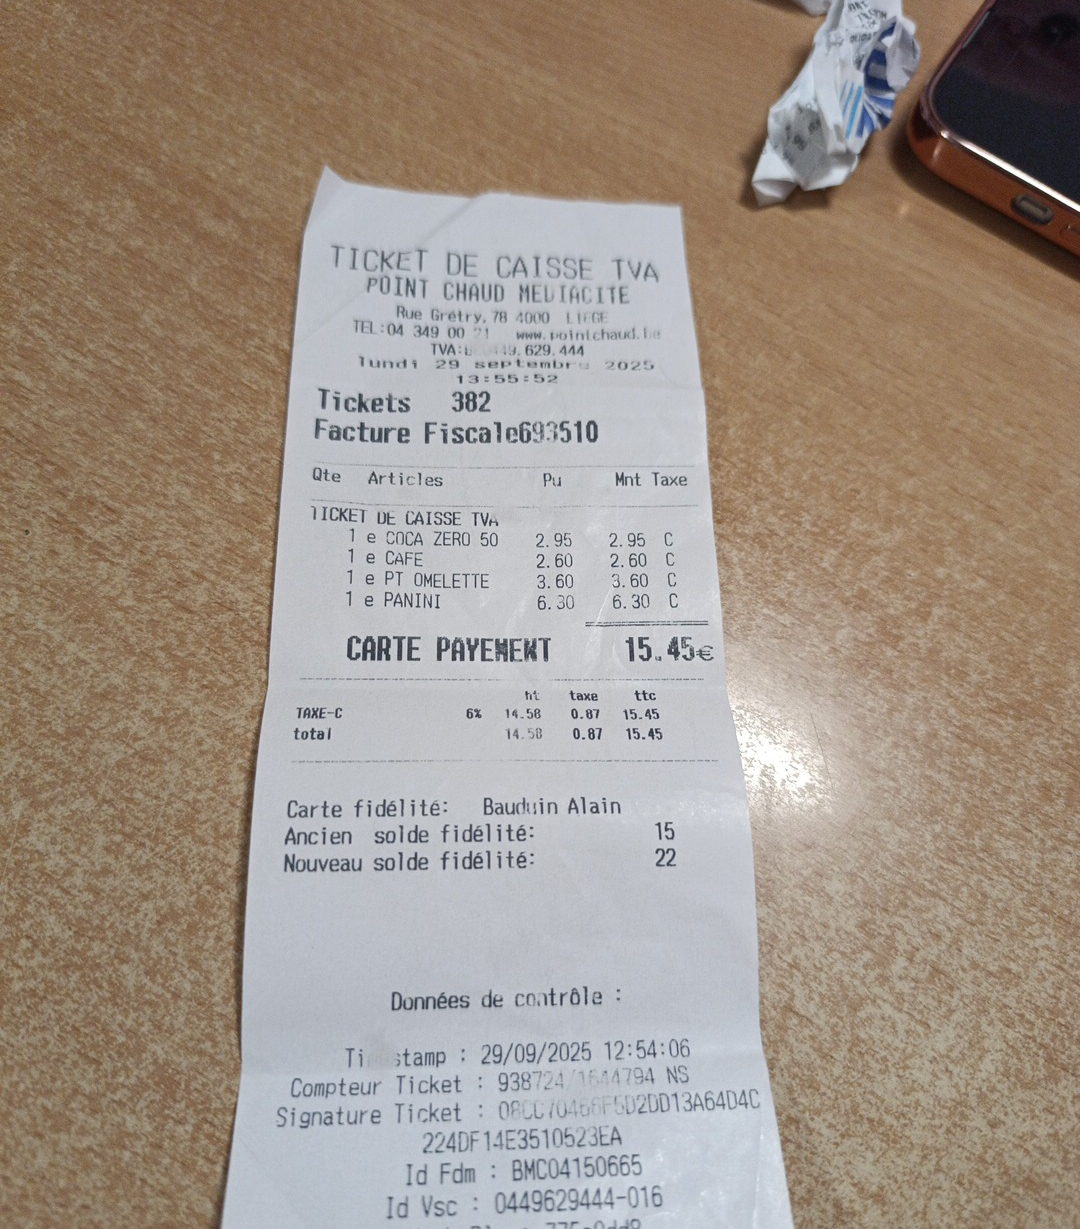 TICKET DE CAISSE TVA
POINT CHAUD MEDIACITE
Rue Grétry, 78 4000 LIEGE
TEL:04 349 00 21 www.pointchaud.be
TVA: 629.444
lundi 29 septembre 2025
13:55:52
Tickets 382
Facture Fiscale693510
Qte Articles Pu Mnt Taxe
TICKET DE CAISSE TVA
1 e COCA ZERO 50 2.95 2.95 C
1 e CAFE 2.60 2.60 C
1 e PT OMELETTE 3.60 3.60 C
1 e PANINI 6.30 6.30 C
CARTE PAYEMENT 15.45€
ht taxe ttc
TAXE-C 6% 14.58 0.87 15.45
total 14.58 0.87 15.45
Carte fidélité: Bauduin Alain
Ancien solde fidélité: 15
Nouveau solde fidélité: 22
Données de contrôle :
Timestamp : 29/09/2025 12:54:06
Compteur Ticket : 938724/1644794 NS
Signature Ticket :
224DF14E3510523EA
Id Fdm : BMC04150665
Id Vsc : 0449629444-016